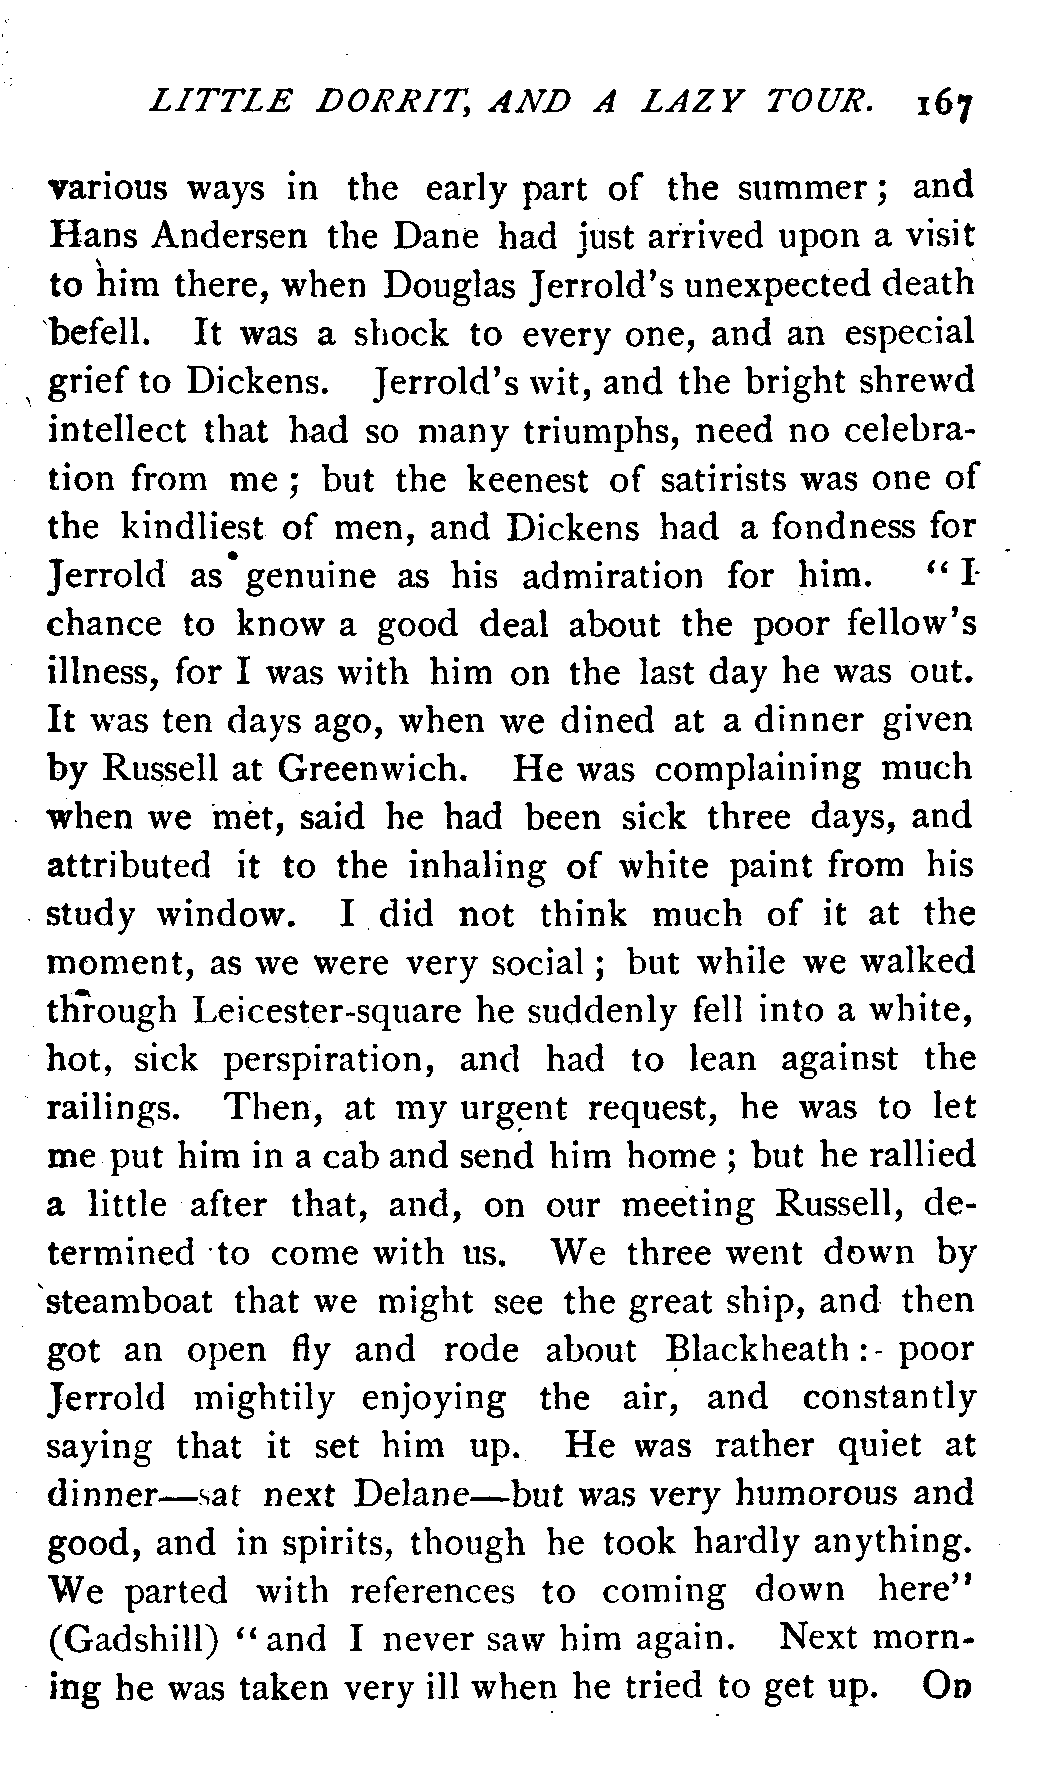 LITTLE DORRIT, AND A LAZY TOUR. 167
various ways in the early part of the summer; and
Hans Andersen the Dane had just arrived upon a visit
to him there, when Douglas Jerrold's unexpected death
befell. It was a shock to every one, and an especial
grief to Dickens. Jerrold's wit, and the bright shrewd
intellect that had so many triumphs, need no celebra-
tion from me; but the keenest of satirists was one of
the kindliest of men, and Dickens had a fondness for
Jerrold as genuine as his admiration for him. "I
chance to know a good deal about the poor fellow's
illness, for I was with him on the last day he was out.
It was ten days ago, when we dined at a dinner given
by Russell at Greenwich. He was complaining much
when we met, said he had been sick three days, and
attributed it to the inhaling of white paint from his
study window. I did not think much of it at the
moment, as we were very social; but while we walked
through Leicester-square he suddenly fell into a white,
hot, sick perspiration, and had to lean against the
railings. Then, at my urgent request, he was to let
me put him in a cab and send him home; but he rallied
a little after that, and, on our meeting Russell, de-
termined to come with us. We three went down by
steamboat that we might see the great ship, and then
got an open fly and rode about Blackheath:- poor
Jerrold mightily enjoying the air, and constantly
saying that it set him up. He was rather quiet at
dinner—sat next Delane—but was very humorous and
good, and in spirits, though he took hardly anything.
We parted with references to coming down here"
(Gadshill) "and I never saw him again. Next morn-
ing he was taken very ill when he tried to get up. On